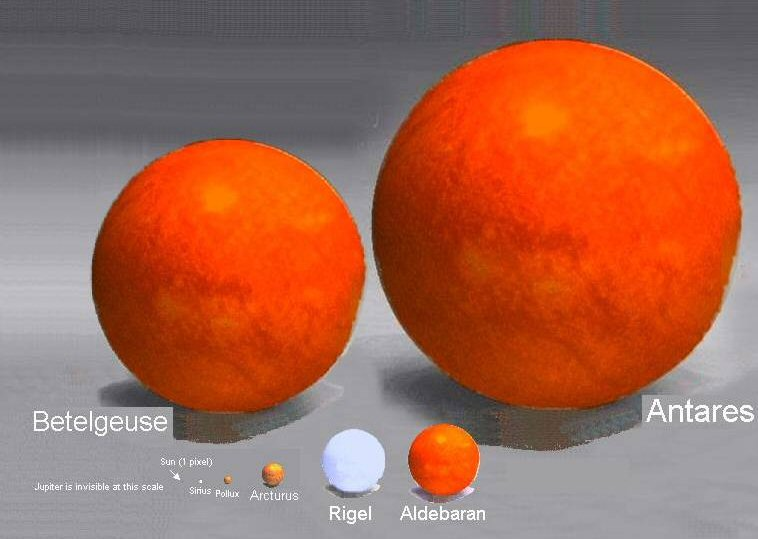 Betelgeuse
Antares
Sun (1 pixel)
Jupiter is invisible at this scale
Sirius
Pollux
Arcturus
Rigel
Aldebaran